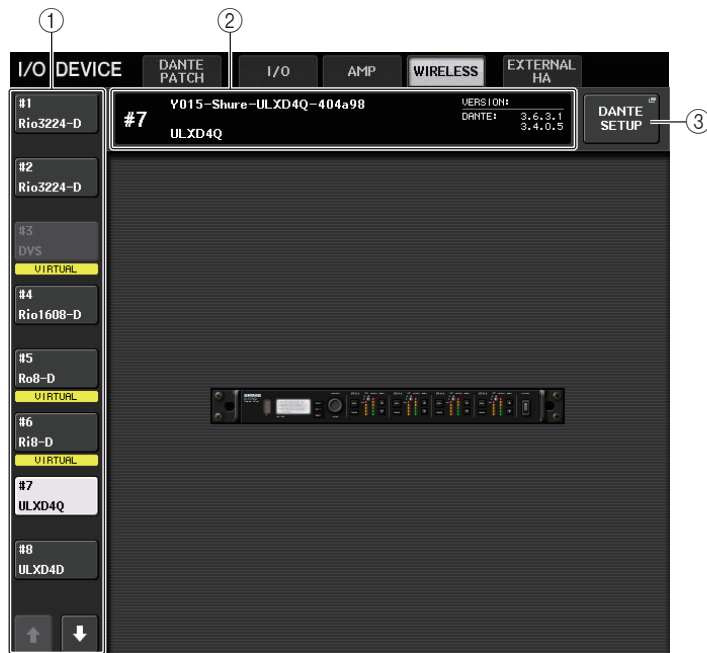 ① ②
I/O DEVICE DANTE PATCH I/O AMP WIRELESS EXTERNAL HA
#1
Rio3224-D
#7
Y015-Shure-ULXD4Q-404a98
ULXD4Q
VERSION:
DANTE: 3.6.3.1
3.4.0.5
DANTE SETUP
③
#2
Rio3224-D
#3
DVS
VIRTUAL
#4
Rio1608-D
#5
Ro8-D
VIRTUAL
#6
Ri8-D
VIRTUAL
#7
ULXD4Q
#8
ULXD4D